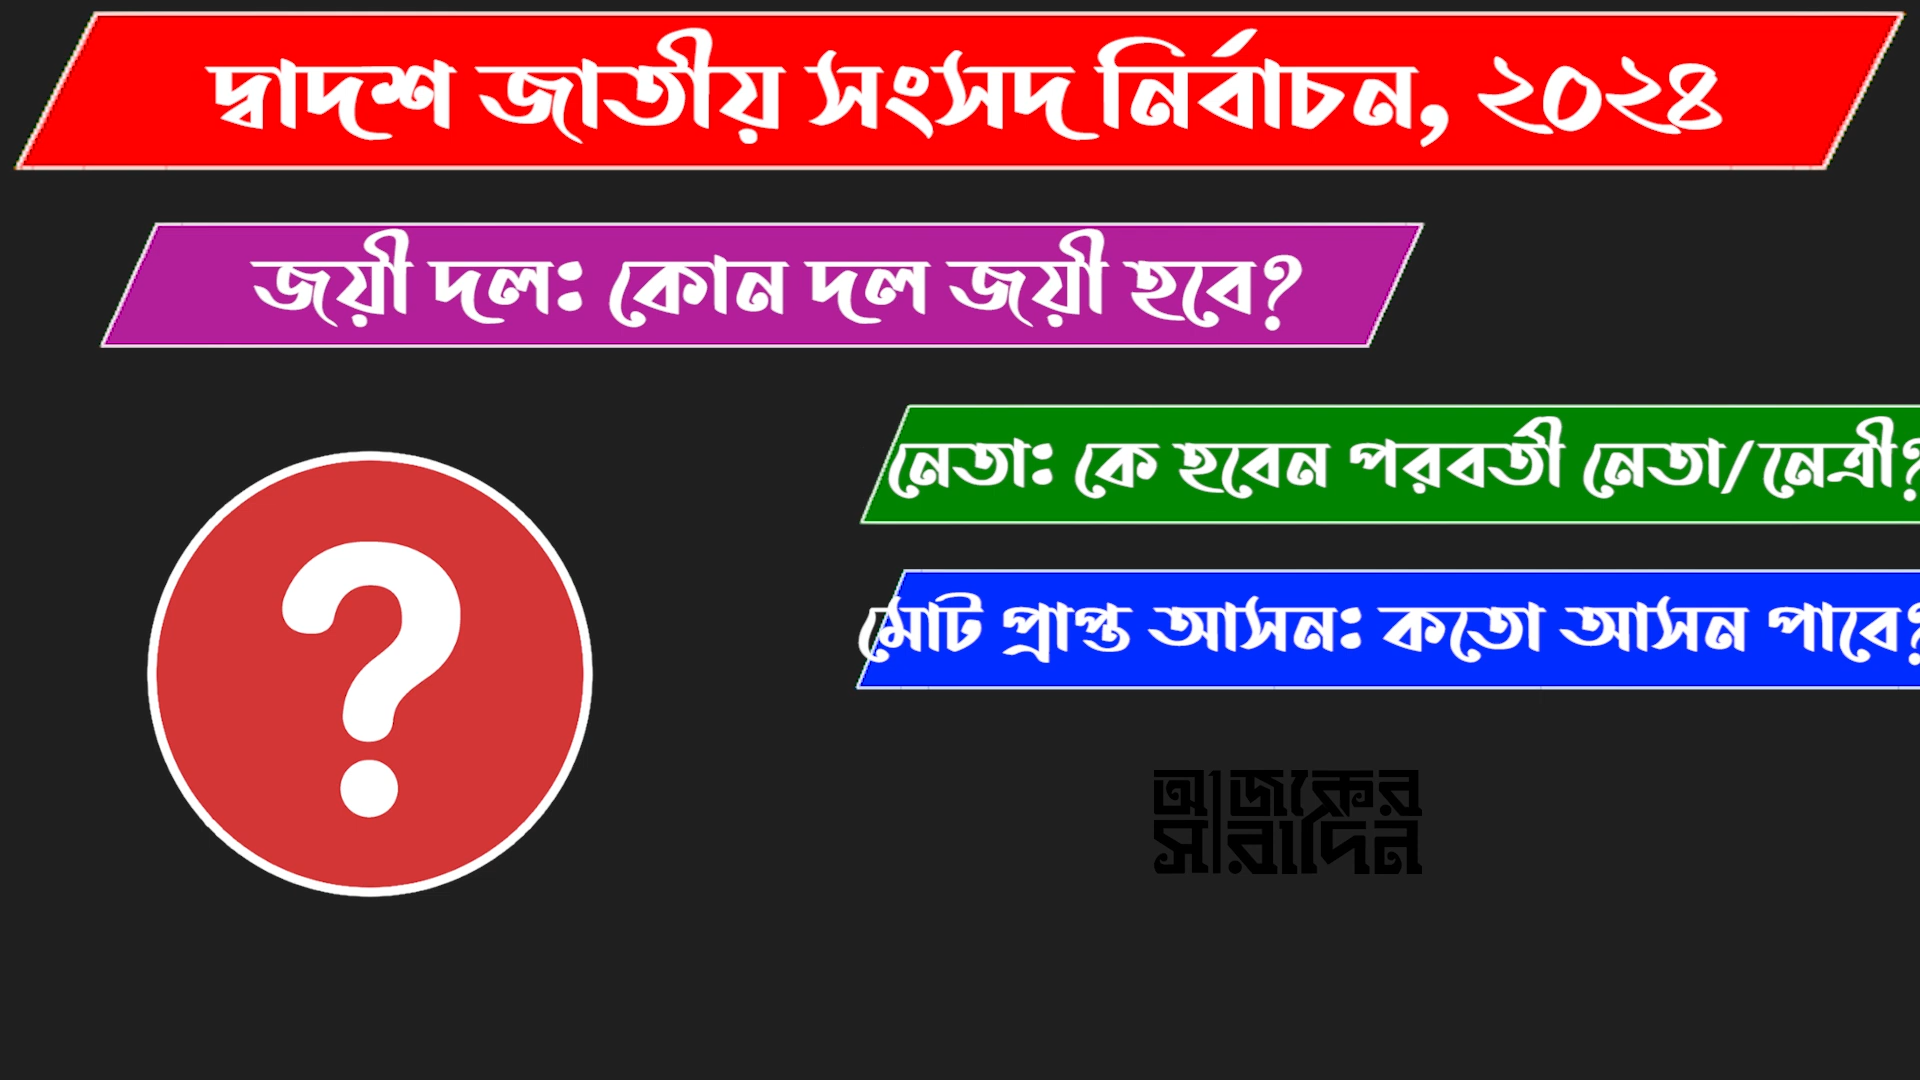 দ্বাদশ জাতীয় সংসদ নির্বাচন, ২০২৪
জয়ী দল: কোন দল জয়ী হবে?
নেতা: কে হবেন পরবর্তী নেতা/নেত্রী?
মোট প্রাপ্ত আসন: কতো আসন পাবে?
?
আজকের
সারাদিন